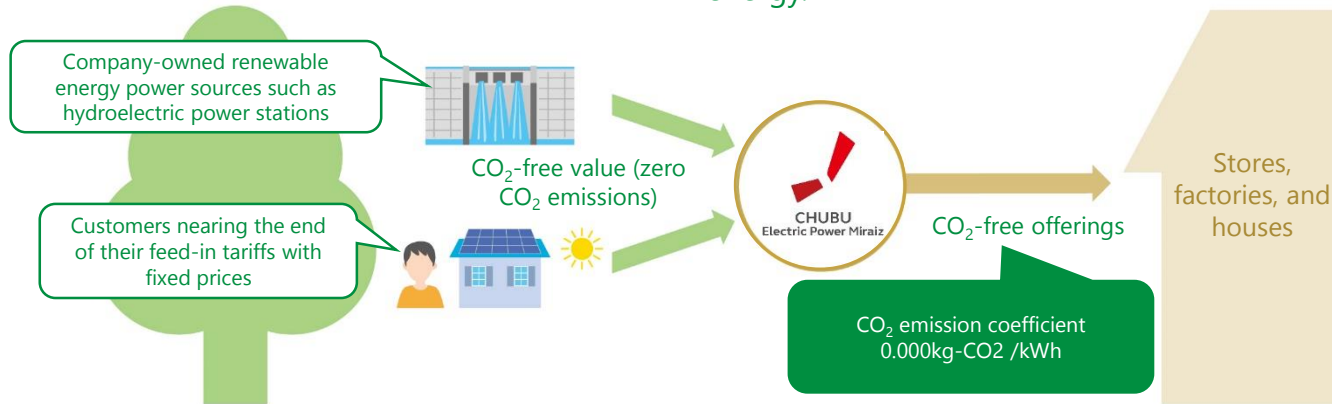 Company-owned renewable
energy power sources such as
hydroelectric power stations
CO₂-free value (zero
CO₂ emissions)
Customers nearing the end
of their feed-in tariffs with
fixed prices
CHUBU
Electric Power Miraiz
CO₂-free offerings
CO₂ emission coefficient
0.000kg-CO2 /kWh
Stores,
factories, and
houses